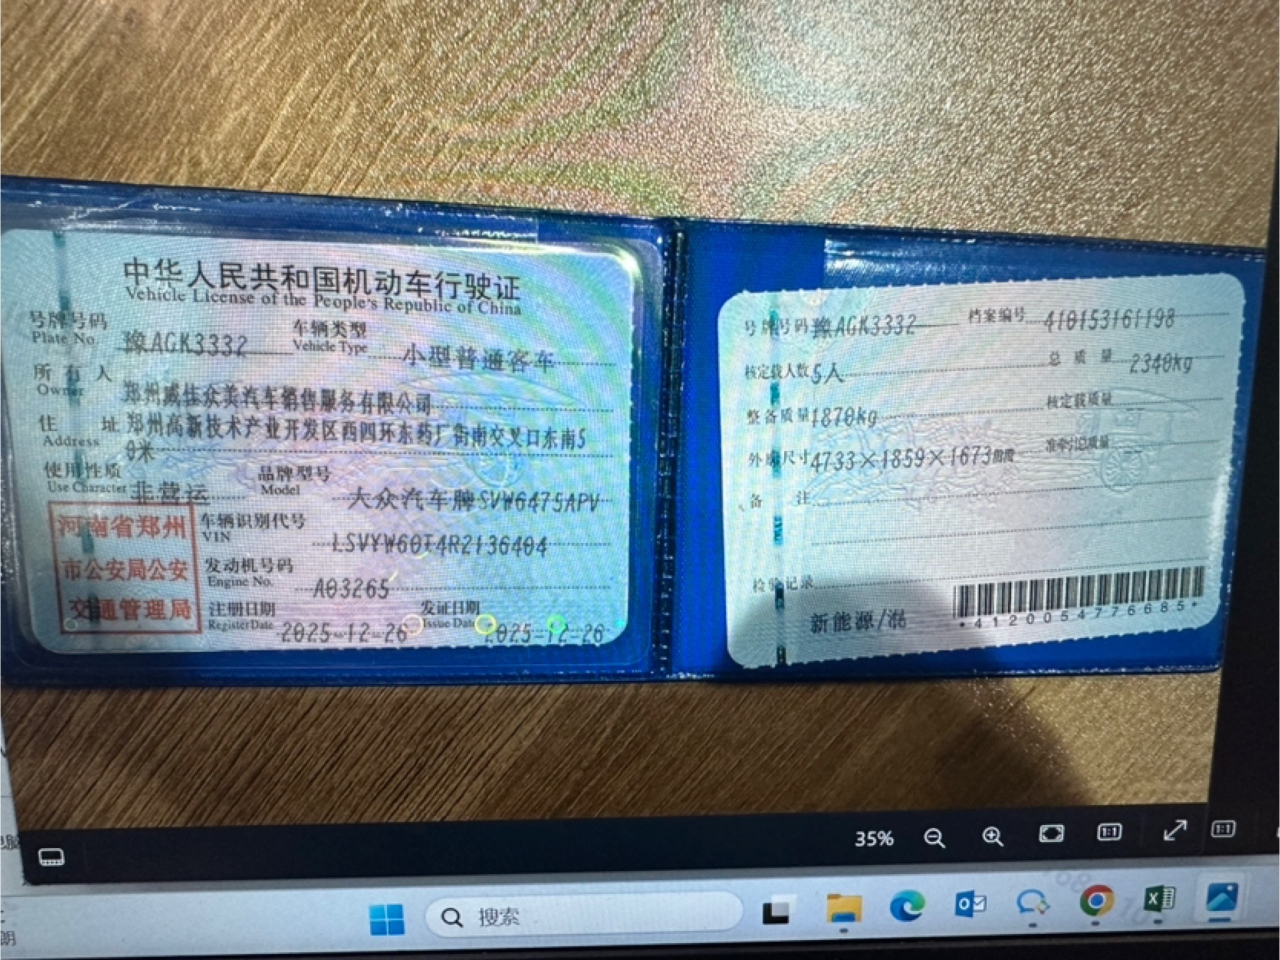 中华人民共和国机动车行驶证
Vehicle License of the People's Republic of China
号牌号码 豫AGK3332 车辆类型 小型普通客车
Plate No. Vehicle Type
所有人 郑州威佳众美汽车销售服务有限公司
Owner
住址 郑州高新技术产业开发区西四环东药厂街南交叉口东南5
Address 0米
使用性质 非营运 品牌型号 大众汽车牌SVW6475APV
Use Character Model
河南省郑州
市公安局公安
交通管理局
车辆识别代号 LSVYW60T4R2136404
VIN
发动机号码 A03265
Engine No.
注册日期 2025-12-26 发证日期 2025-12-26
Register Date Issue Date
号牌号码 豫AGK3332 档案编号 410153161198
核定载人数 5人 总质量 2340kg
整备质量 1870kg 核定载质量 --
外廓尺寸 4733×1859×1673mm 准牵引总质量 --
备注
检验记录
新能源/混
*4120054776685*
35%
搜索